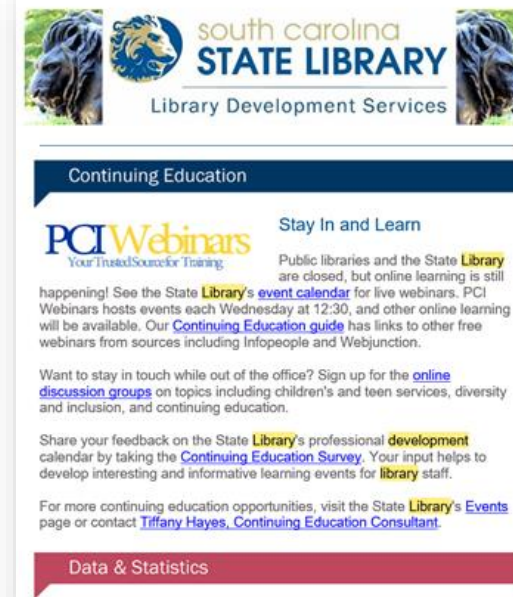 south carolina
STATE LIBRARY
Library Development Services
Continuing Education
PCIWebinars
Your Trusted Source for Training
Stay In and Learn
Public libraries and the State Library
are closed, but online learning is still
happening! See the State Library's event calendar for live webinars. PCI
Webinars hosts events each Wednesday at 12:30, and other online learning
will be available. Our Continuing Education guide has links to other free
webinars from sources including Infopeople and Webjunction.
Want to stay in touch while out of the office? Sign up for the online
discussion groups on topics including children's and teen services, diversity
and inclusion, and continuing education.
Share your feedback on the State Library's professional development
calendar by taking the Continuing Education Survey. Your input helps to
develop interesting and informative learning events for library staff.
For more continuing education opportunities, visit the State Library's Events
page or contact Tiffany Hayes, Continuing Education Consultant.
Data & Statistics